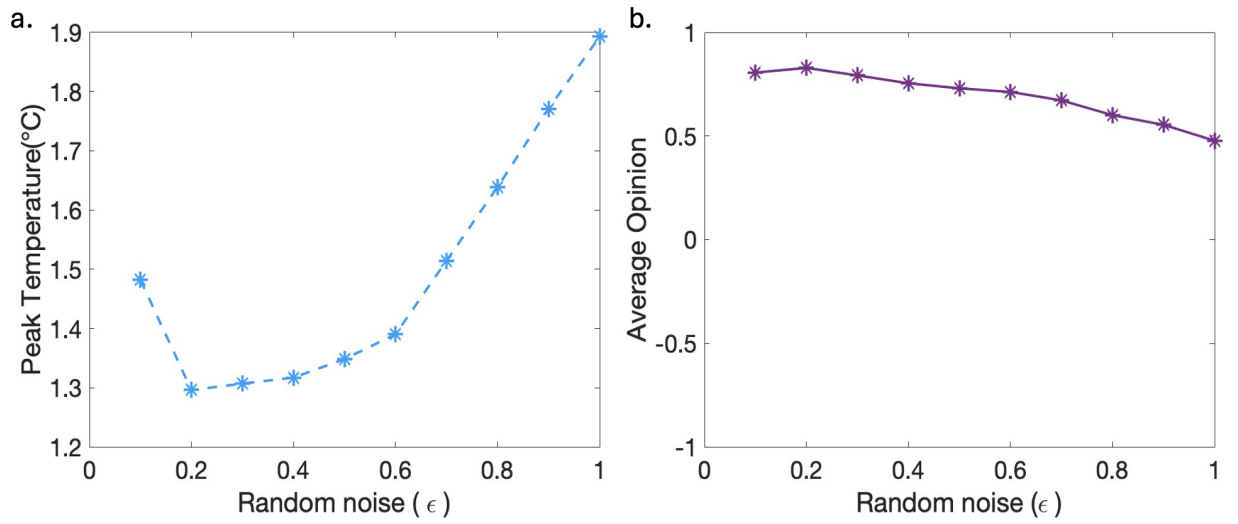 a.
Peak Temperature(°C)
1.9
1.8
1.7
1.6
1.5
1.4
1.3
1.2
0 0.2 0.4 0.6 0.8 1
Random noise ( ϵ )
b.
Average Opinion
1
0.5
0
-0.5
-1
0 0.2 0.4 0.6 0.8 1
Random noise (ϵ )